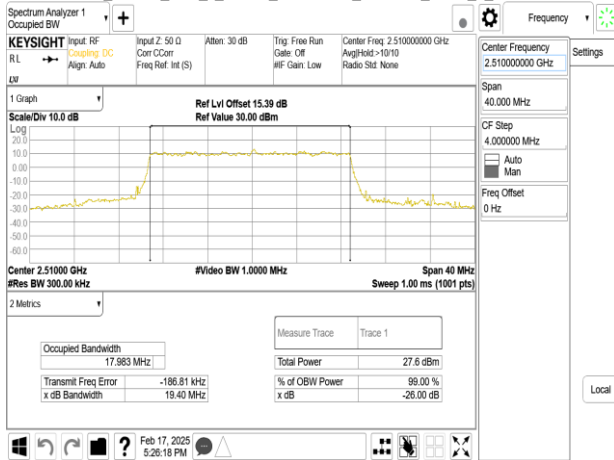 Spectrum Analyzer 1
Occupied BW
Frequency
KEYSIGHT
Input: RF
Coupling: DC
Align: Auto
Input Z: 50 Ω
Corr CCorr
Freq Ref: Int (S)
Atten: 30 dB
Trig: Free Run
Gate: Off
#IF Gain: Low
Center Freq: 2.510000000 GHz
Avg|Hold:>10/10
Radio Std: None
RL
LXI
Center Frequency
2.510000000 GHz
Settings
Span
40.000 MHz
CF Step
4.000000 MHz
Auto
Man
Freq Offset
0 Hz
Local
1 Graph
Scale/Div 10.0 dB
Ref Lvl Offset 15.39 dB
Ref Value 30.00 dBm
Log
20.0
10.0
0.00
-10.0
-20.0
-30.0
-40.0
-50.0
-60.0
Center 2.51000 GHz
#Video BW 1.0000 MHz
Span 40 MHz
#Res BW 300.00 kHz
Sweep 1.00 ms (1001 pts)
2 Metrics
Measure Trace
Trace 1
Occupied Bandwidth
17.983 MHz
Total Power
27.6 dBm
Transmit Freq Error
-186.81 kHz
% of OBW Power
99.00 %
x dB Bandwidth
19.40 MHz
x dB
-26.00 dB
?
Feb 17, 2025
5:26:18 PM